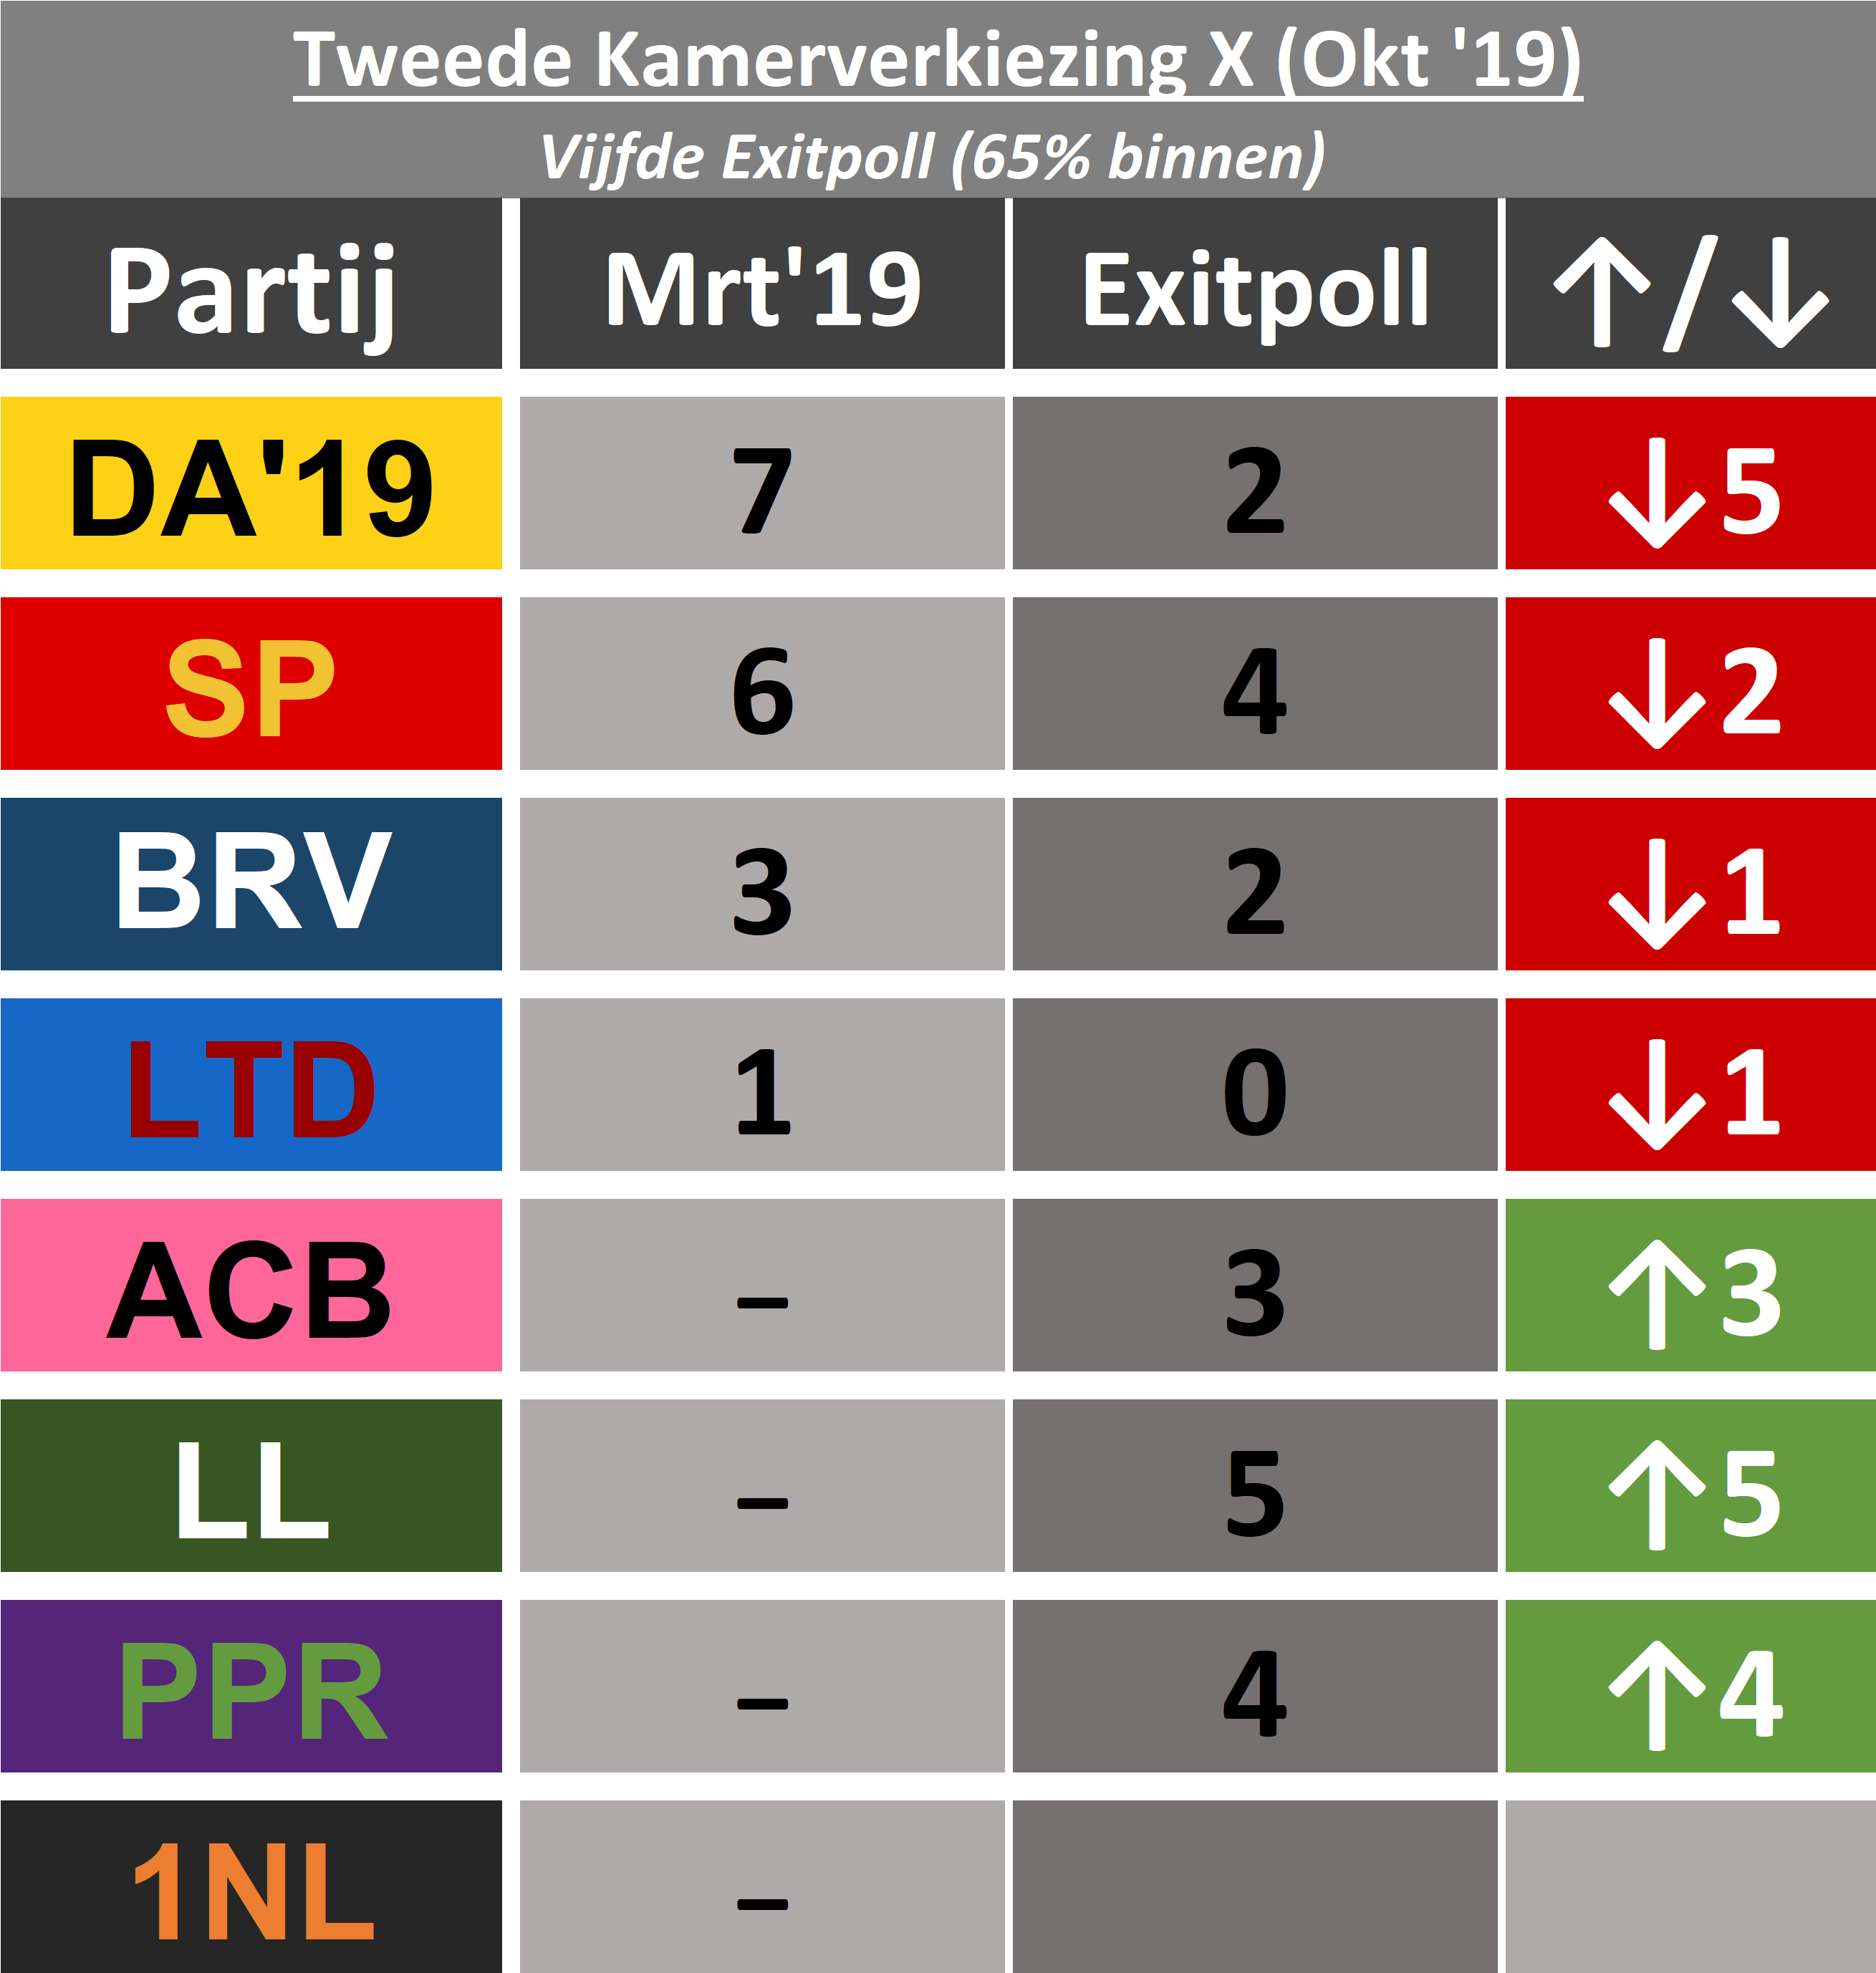 Tweede Kamerverkiezing X (Okt '19)
Vijfde Exitpoll (65% binnen)
Partij Mrt'19 Exitpoll ↑/↓
DA'19 7 2 ↓5
SP 6 4 ↓2
BRV 3 2 ↓1
LTD 1 0 ↓1
ACB – 3 ↑3
LL – 5 ↑5
PPR – 4 ↑4
1NL –